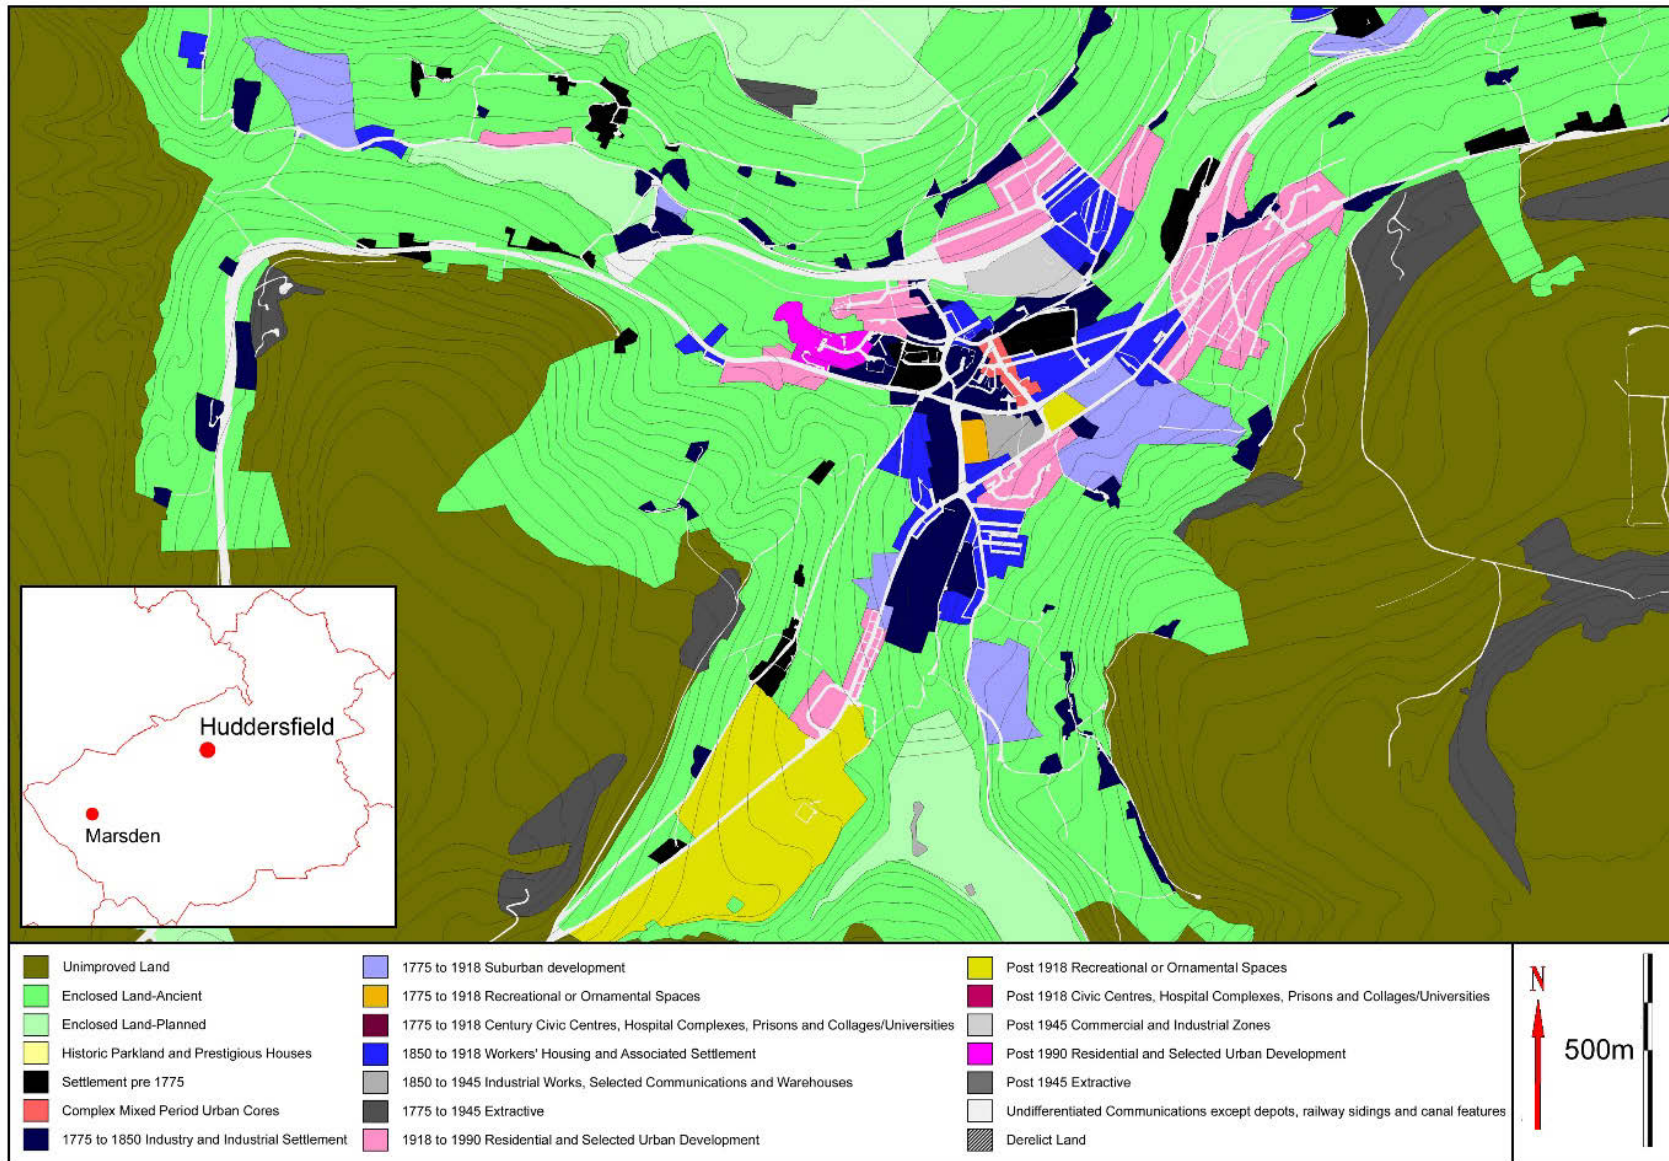 Huddersfield
Marsden
Unimproved Land
Enclosed Land-Ancient
Enclosed Land-Planned
Historic Parkland and Prestigious Houses
Settlement pre 1775
Complex Mixed Period Urban Cores
1775 to 1850 Industry and Industrial Settlement
1775 to 1918 Suburban development
1775 to 1918 Recreational or Ornamental Spaces
1775 to 1918 Century Civic Centres, Hospital Complexes, Prisons and Collages/Universities
1850 to 1918 Workers' Housing and Associated Settlement
1850 to 1945 Industrial Works, Selected Communications and Warehouses
1775 to 1945 Extractive
1918 to 1990 Residential and Selected Urban Development
Post 1918 Recreational or Ornamental Spaces
Post 1918 Civic Centres, Hospital Complexes, Prisons and Collages/Universities
Post 1945 Commercial and Industrial Zones
Post 1990 Residential and Selected Urban Development
Post 1945 Extractive
Undifferentiated Communications except depots, railway sidings and canal features
Derelict Land
N
500m